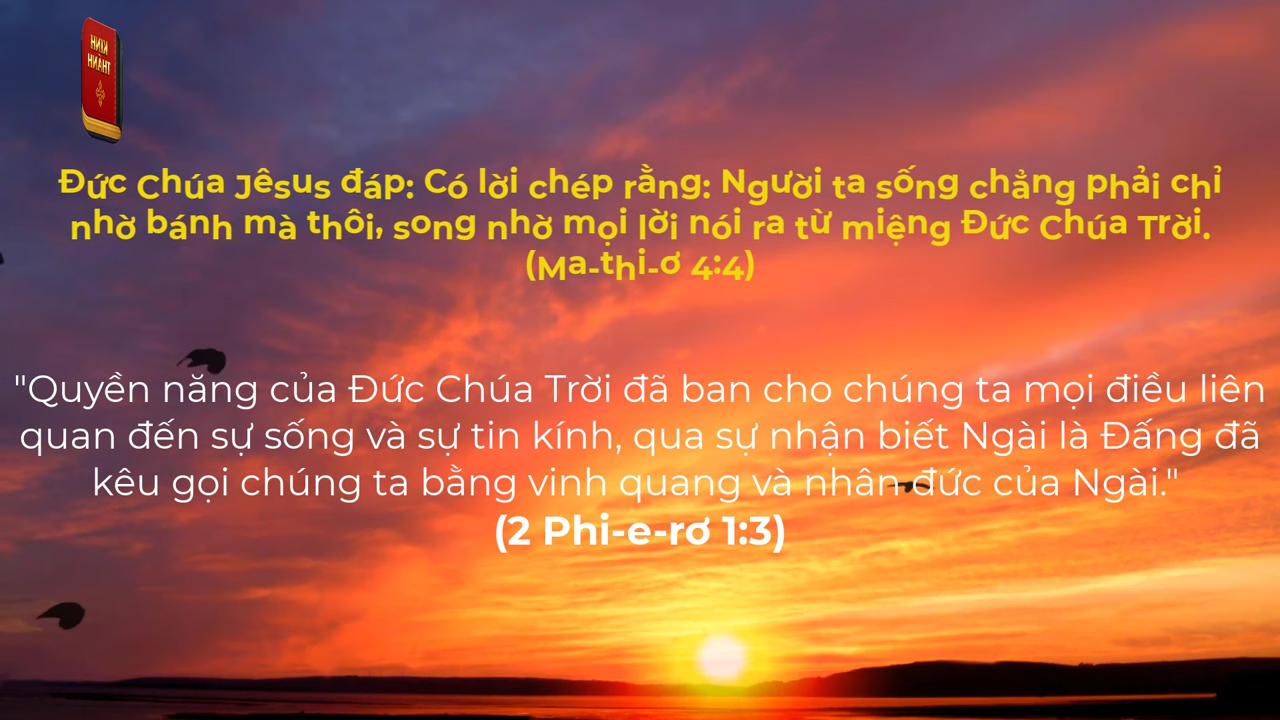 KINH
THÁNH
Đức Chúa Jêsus đáp: Có lời chép rằng: Người ta sống chẳng phải chỉ
nhờ bánh mà thôi, song nhờ mọi lời nói ra từ miệng Đức Chúa Trời.
(Ma-thi-ơ 4:4)
"Quyền năng của Đức Chúa Trời đã ban cho chúng ta mọi điều liên
quan đến sự sống và sự tin kính, qua sự nhận biết Ngài là Đấng đã
kêu gọi chúng ta bằng vinh quang và nhân đức của Ngài."
(2 Phi-e-rơ 1:3)